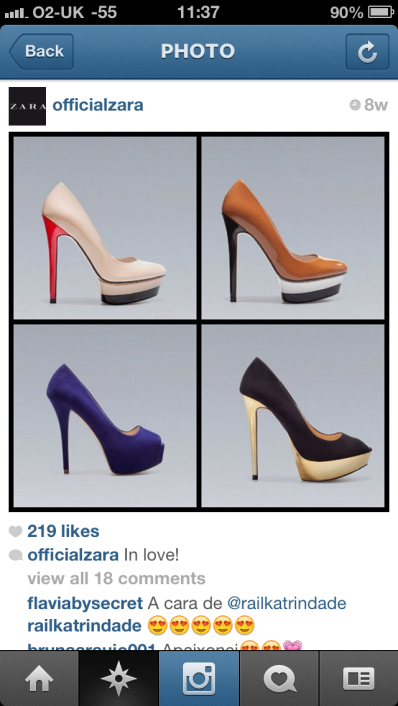 O2-UK -55 11:37 90%
Back PHOTO
ZARA officialzara 8w
219 likes
officialzara In love!
view all 18 comments
flaviabysecret A cara de @railkatrindade
railkatrindade 😍😍😍😍😍